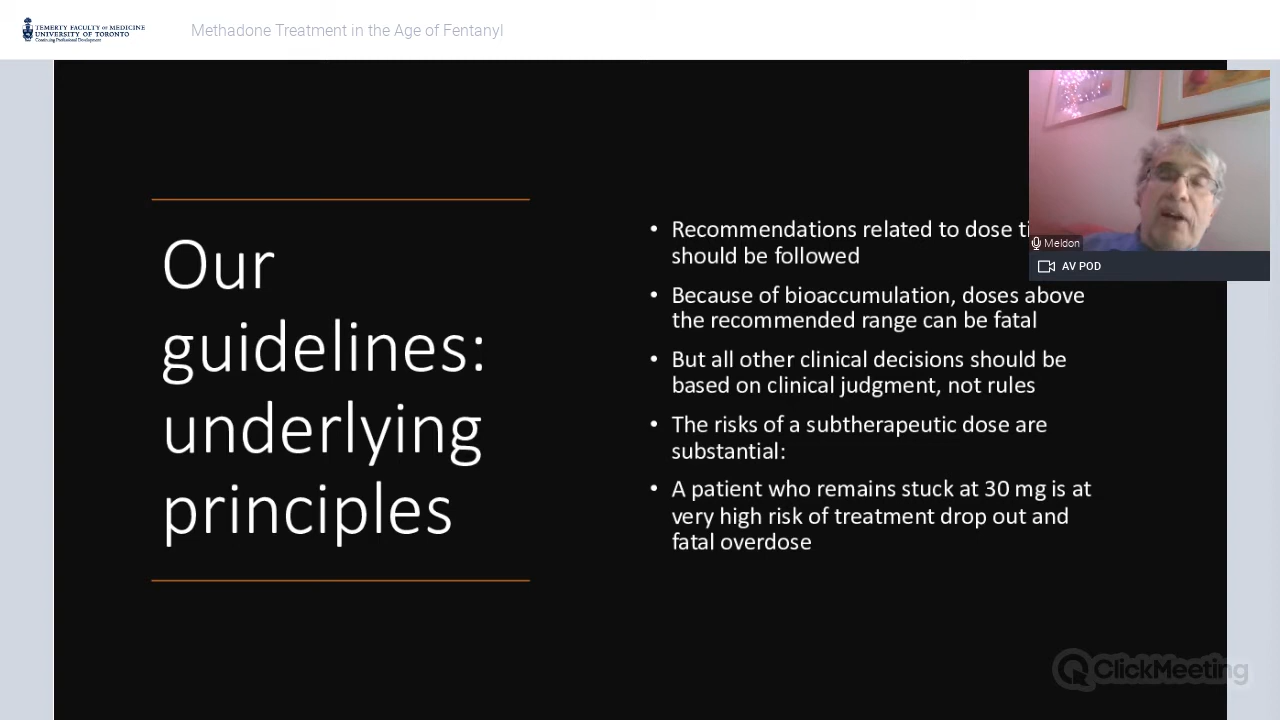 TEMERTY FACULTY OF MEDICINE
UNIVERSITY OF TORONTO
Continuing Professional Development
Methadone Treatment in the Age of Fentanyl
Our
guidelines:
underlying
principles
• Recommendations related to dose
should be followed
• Because of bioaccumulation, doses above
the recommended range can be fatal
• But all other clinical decisions should be
based on clinical judgment, not rules
• The risks of a subtherapeutic dose are
substantial:
• A patient who remains stuck at 30 mg is at
very high risk of treatment drop out and
fatal overdose
Meldon
AV POD
ClickMeeting